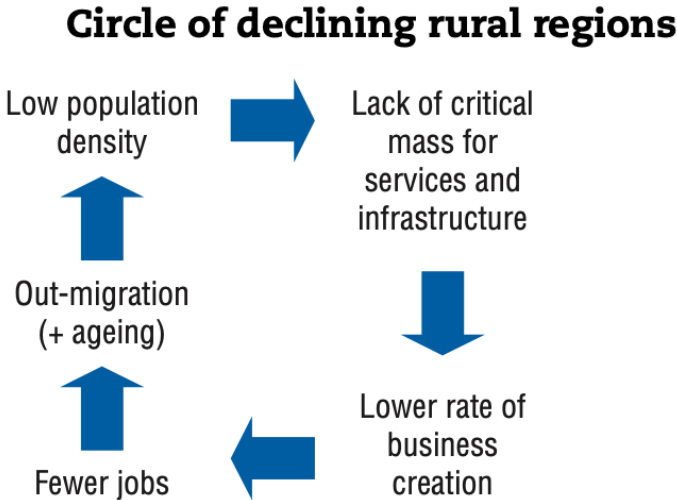 Circle of declining rural regions
Low population
density
Lack of critical
mass for
services and
infrastructure
Lower rate of
business
creation
Fewer jobs
Out-migration
(+ ageing)